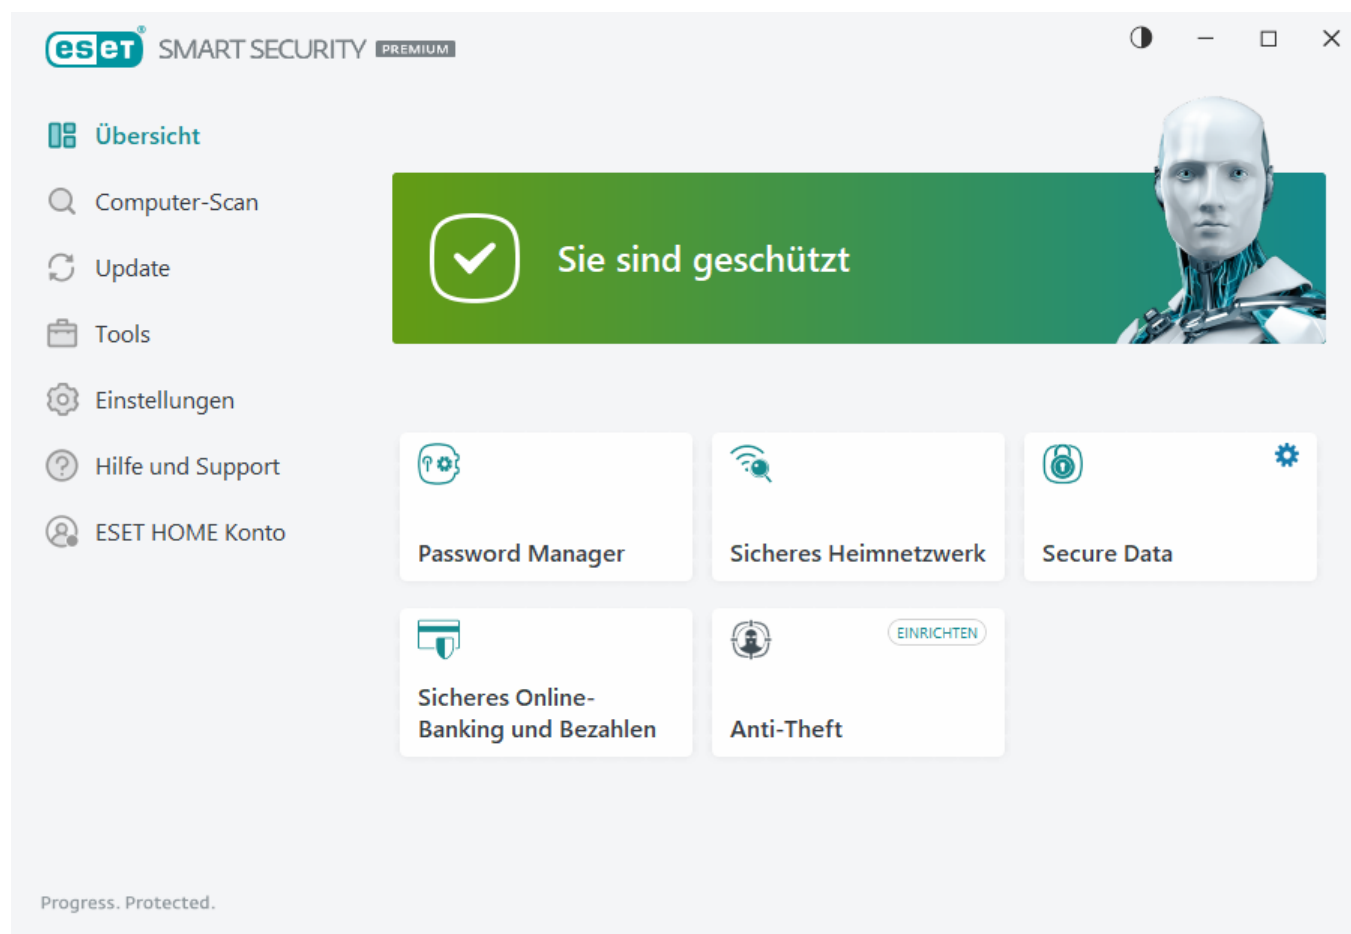 eset® SMART SECURITY PREMIUM
Übersicht
Computer-Scan
Update
Tools
Einstellungen
Hilfe und Support
ESET HOME Konto
Sie sind geschützt
Password Manager
Sicheres Heimnetzwerk
Secure Data
Sicheres Online-
Banking und Bezahlen
EINRICHTEN
Anti-Theft
Progress. Protected.